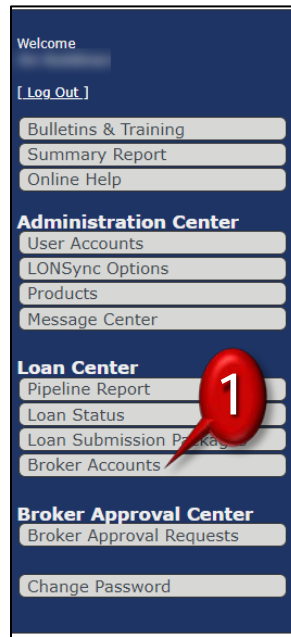 Welcome
[ Log Out ]
Bulletins & Training
Summary Report
Online Help
Administration Center
User Accounts
LONSync Options
Products
Message Center
Loan Center
Pipeline Report
Loan Status
Loan Submission Packages
1
Broker Accounts
Broker Approval Center
Broker Approval Requests
Change Password